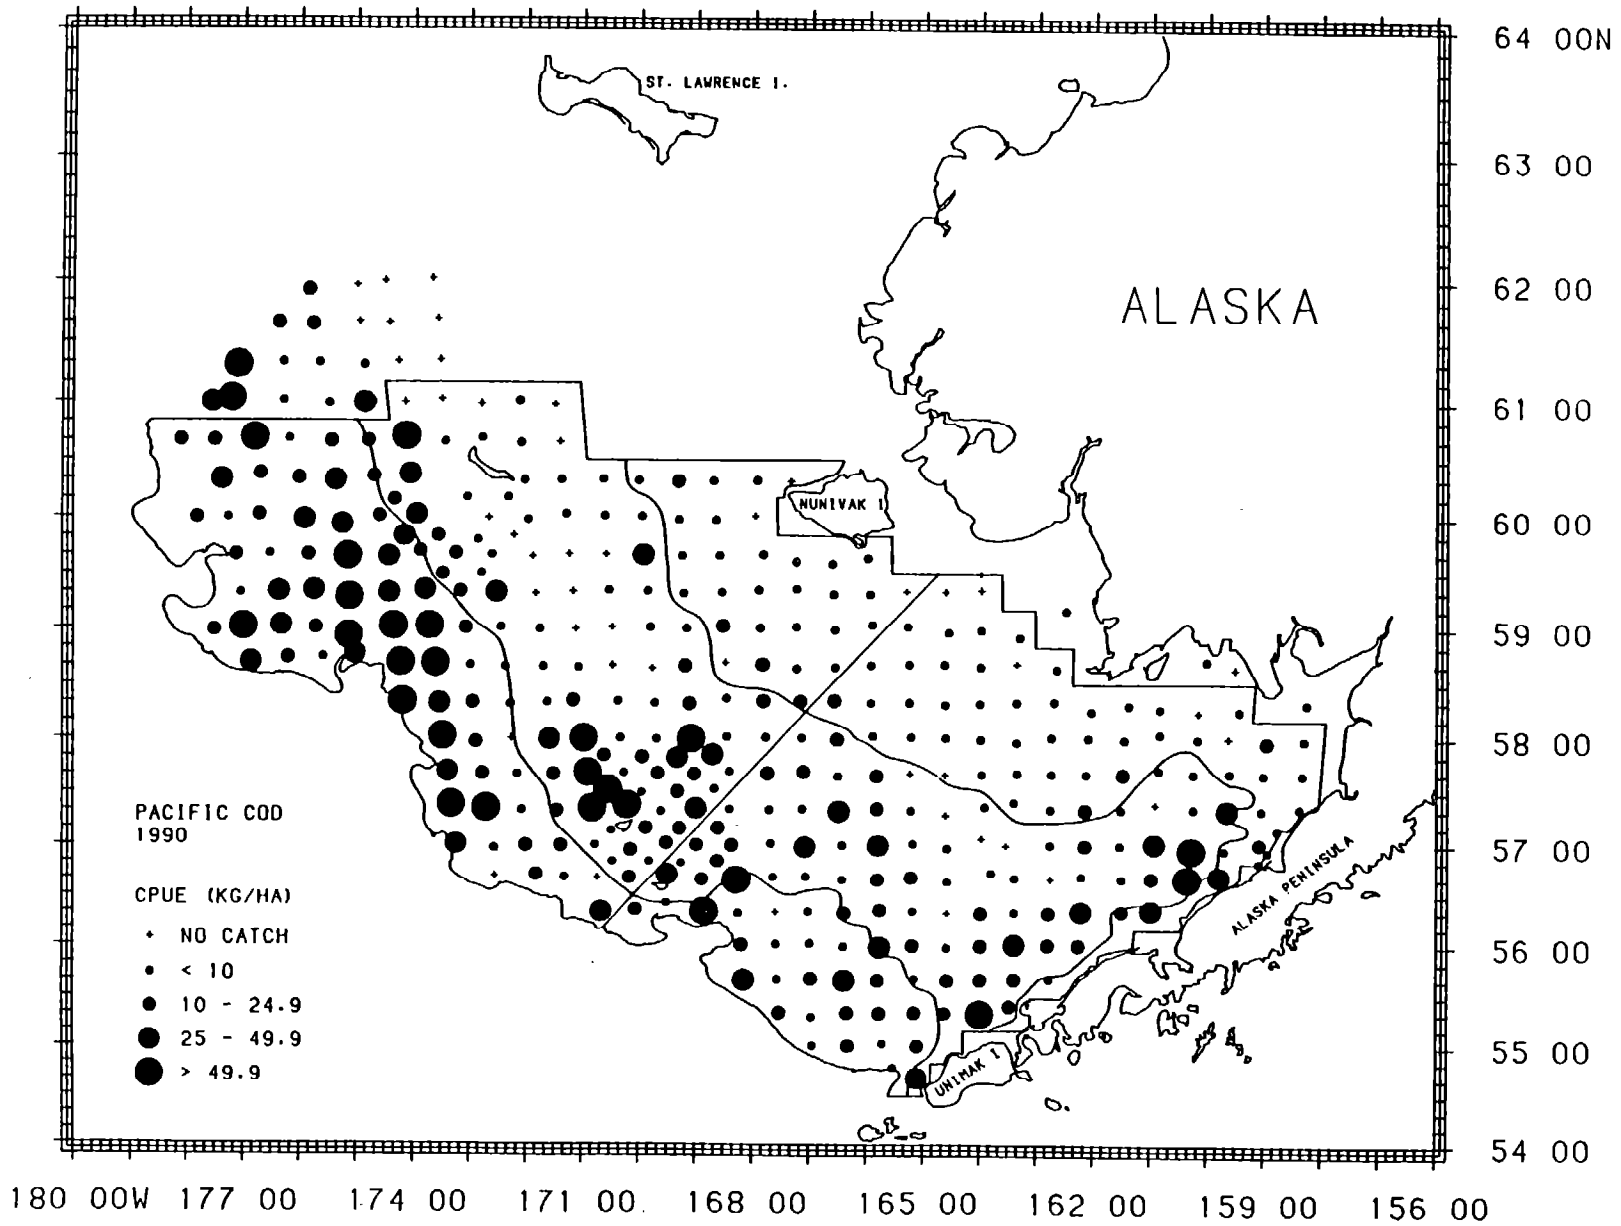 64 00N
ST. LAWRENCE I.
63 00
62 00
ALASKA
61 00
NUNIVAK I
60 00
59 00
58 00
PACIFIC COD
1990
57 00
ALASKA PENINSULA
CPUE (KG/HA)
+ NO CATCH
< 10
56 00
10 - 24.9
25 - 49.9
55 00
> 49.9
UNIMAK I
54 00
180 00W 177 00 174 00 171 00 168 00 165 00 162 00 159 00 156 00